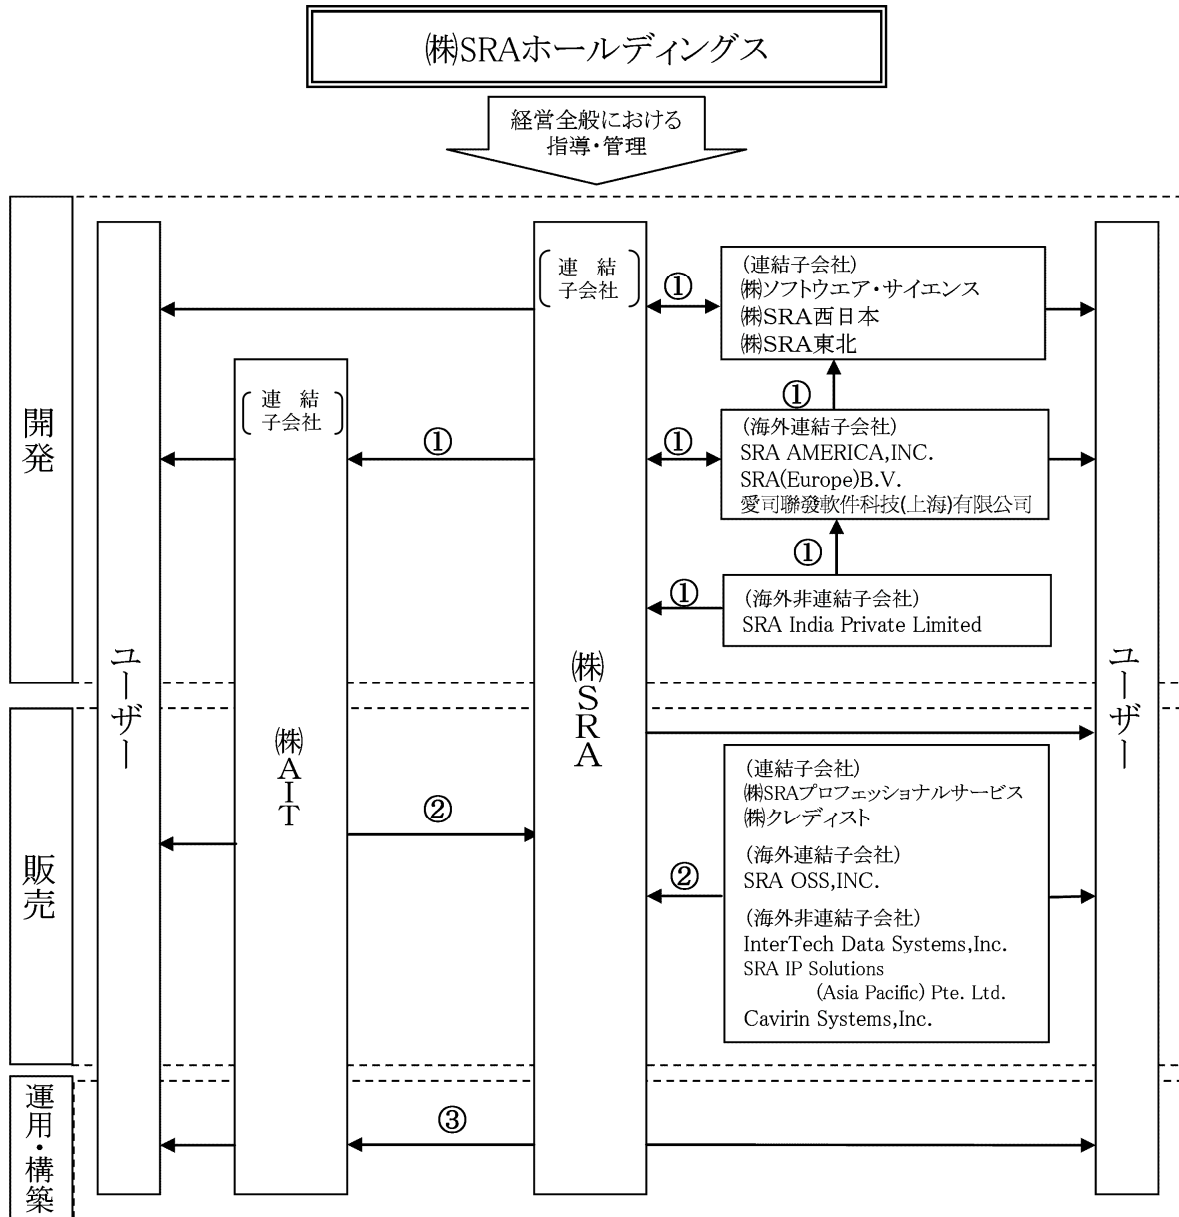 ㈱SRAホールディングス
経営全般における
指導・管理
開発
ユーザー
連 結
子会社
㈱AIT
連 結
子会社
㈱SRA
①
(連結子会社)
㈱ソフトウエア・サイエンス
㈱SRA西日本
㈱SRA東北
①
①
①
(海外連結子会社)
SRA AMERICA,INC.
SRA(Europe)B.V.
愛司聯發軟件科技(上海)有限公司
①
①
(海外非連結子会社)
SRA India Private Limited
ユーザー
販売
②
②
(連結子会社)
㈱SRAプロフェッショナルサービス
㈱クレディスト
(海外連結子会社)
SRA OSS,INC.
(海外非連結子会社)
InterTech Data Systems,Inc.
SRA IP Solutions
(Asia Pacific) Pte. Ltd.
Cavirin Systems,Inc.
運用・構築
③